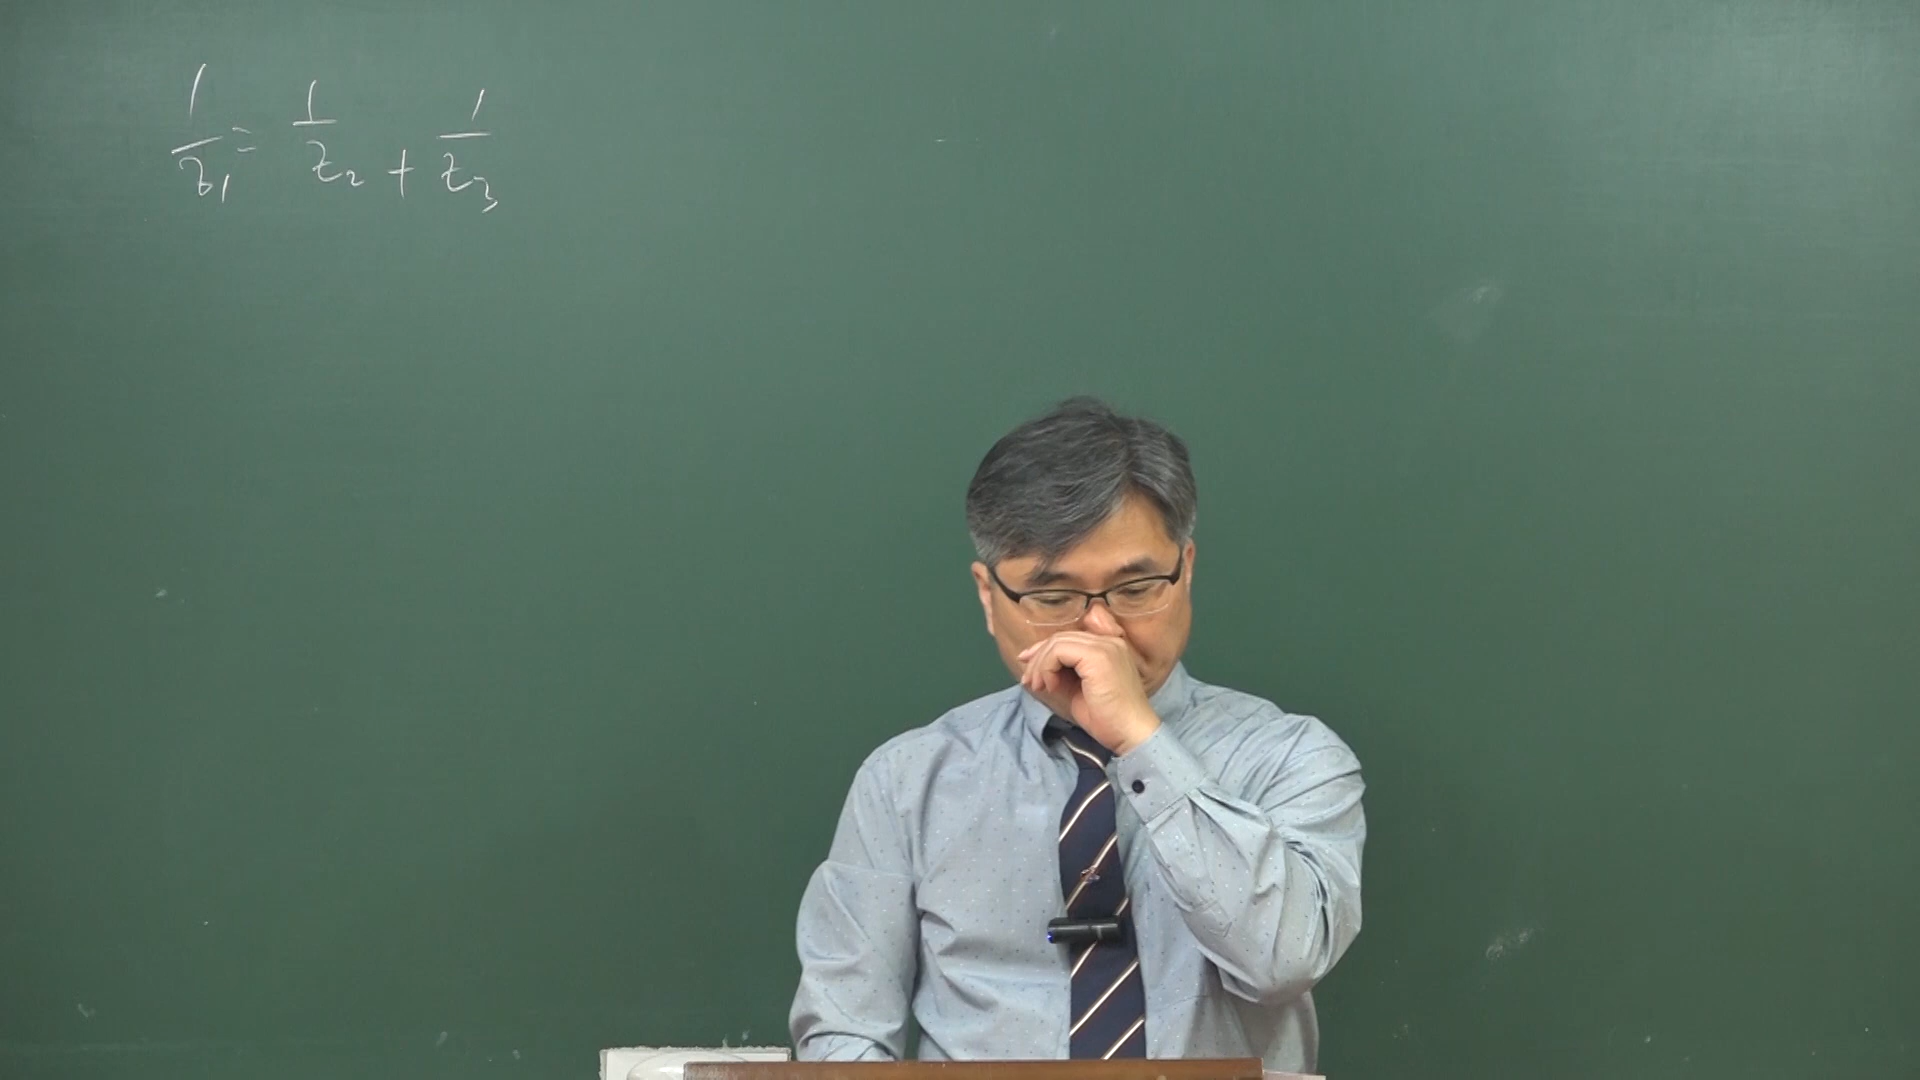 1/z₁ = 1/z₂ + 1/z₃